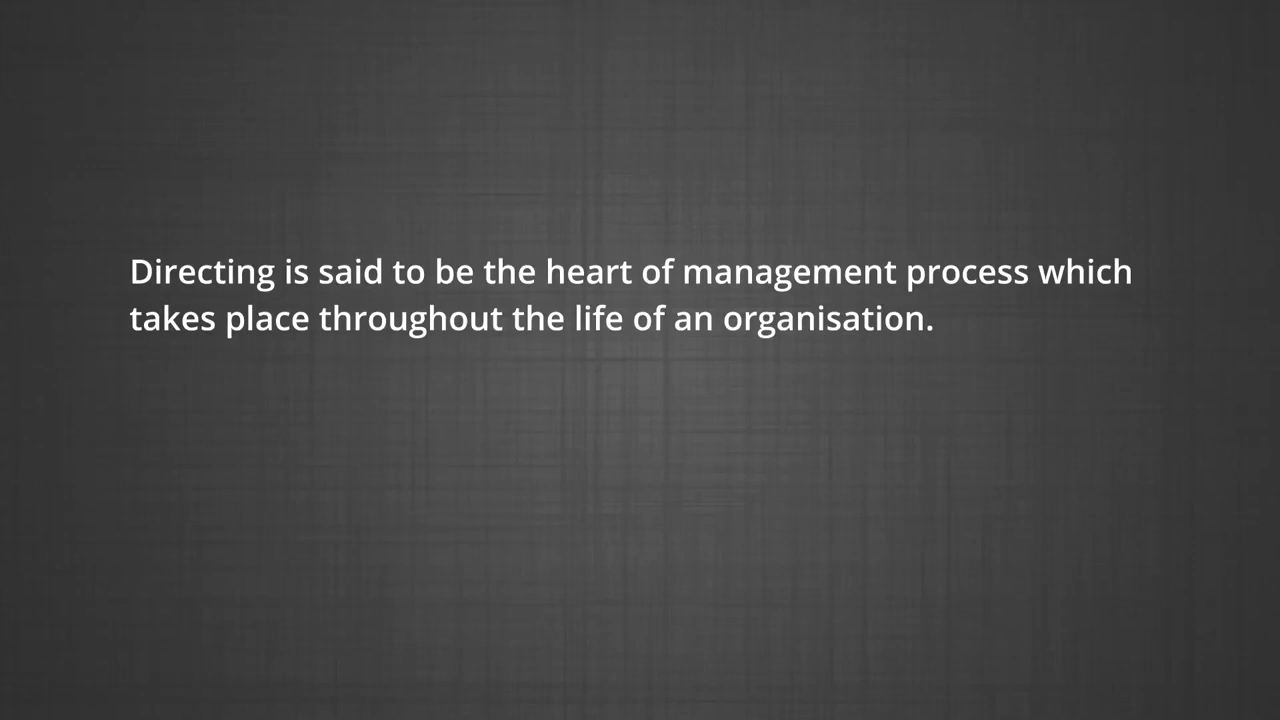 Directing is said to be the heart of management process which
takes place throughout the life of an organisation.